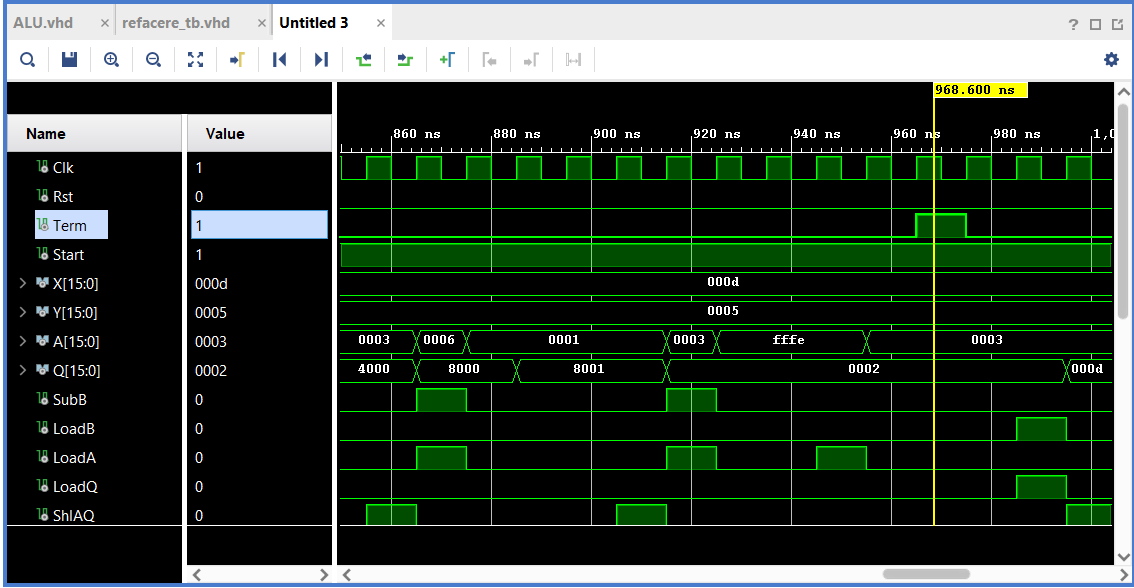 ALU.vhd × refacere_tb.vhd × Untitled 3 × ?
968.600 ns
Name Value 860 ns 880 ns 900 ns 920 ns 940 ns 960 ns 980 ns 1,0
Clk 1
Rst 0
Term 1
Start 1
X[15:0] 000d 000d
Y[15:0] 0005 0005
A[15:0] 0003 0003 0006 0001 0003 fffe 0003
Q[15:0] 0002 4000 8000 8001 0002 000d
SubB 0
LoadB 0
LoadA 0
LoadQ 0
ShlAQ 0